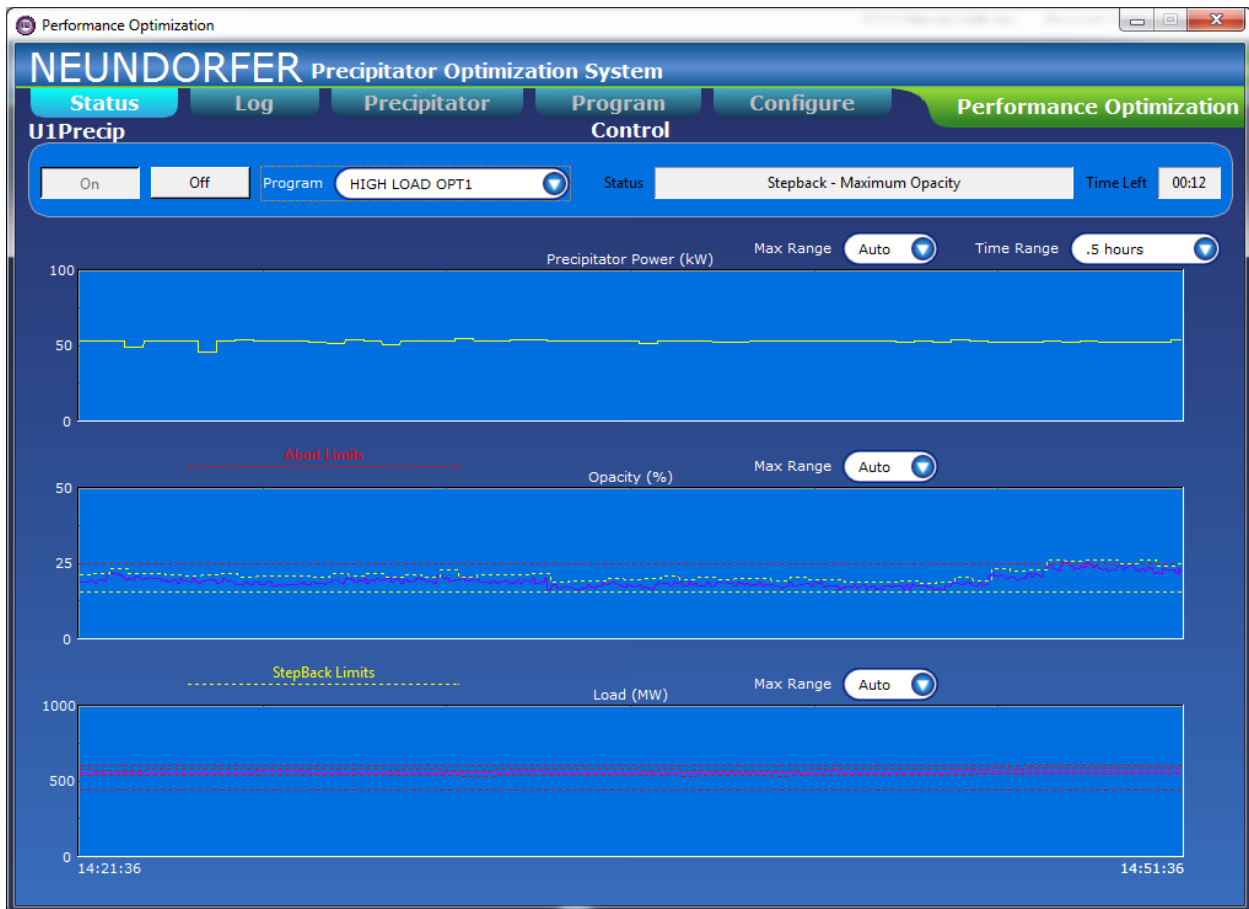 Performance Optimization
NEUNDORFER Precipitator Optimization System
Status Log Precipitator Program Configure Performance Optimization
U1Precip Control
On Off Program HIGH LOAD OPT1 Status Stepback - Maximum Opacity Time Left 00:12
Precipitator Power (kW) Max Range Auto Time Range .5 hours
100
50
0
Abort Limits
Opacity (%) Max Range Auto
50
25
0
StepBack Limits
Load (MW) Max Range Auto
1000
500
0
14:21:36 14:51:36